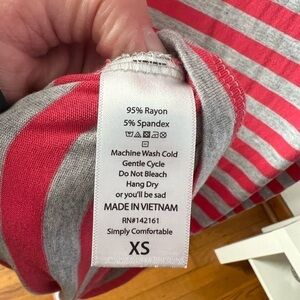 95% Rayon
5% Spandex
Machine Wash Cold
Gentle Cycle
Do Not Bleach
Hang Dry
or you'll be sad
MADE IN VIETNAM
RN#142161
Simply Comfortable
XS